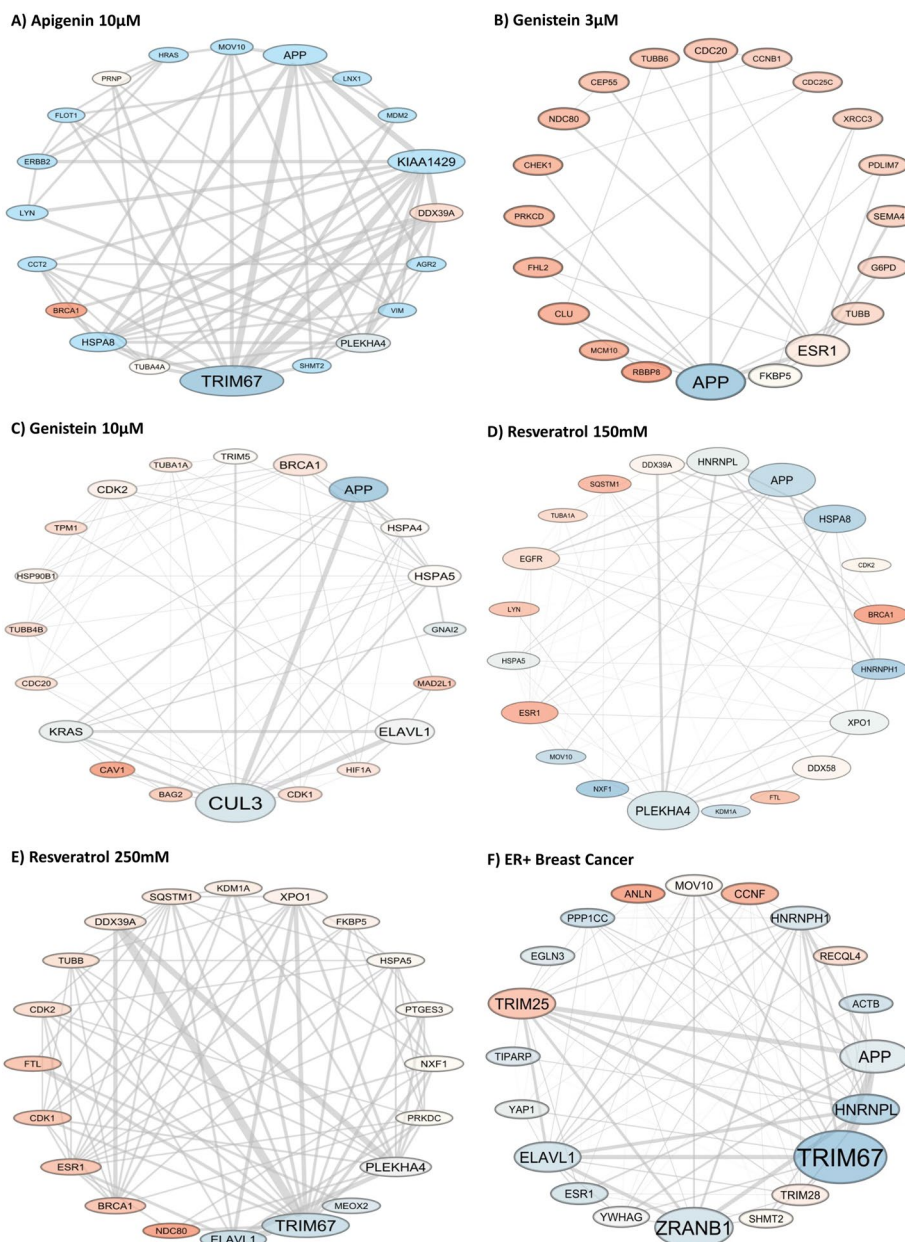 A) Apigenin 10µM
MOV10
APP
HRAS
LNX1
PRNP
MDM2
FLOT1
KIAA1429
ERBB2
DDX39A
LYN
AGR2
CCT2
VIM
BRCA1
PLEKHA4
HSPA8
SHMT2
TUBA4A
TRIM67
B) Genistein 3µM
CDC20
TUBB6
CCNB1
CEP55
CDC25C
NDC80
XRCC3
CHEK1
PDLIM7
PRKCD
SEMA4
FHL2
G6PD
CLU
TUBB
MCM10
ESR1
RBBP8
FKBP5
APP
C) Genistein 10µM
TRIM5
TUBA1A
BRCA1
CDK2
APP
TPM1
HSPA4
HSP90B1
HSPA5
TUBB4B
GNAI2
CDC20
MAD2L1
KRAS
ELAVL1
CAV1
HIF1A
BAG2
CDK1
CUL3
D) Resveratrol 150mM
DDX39A
HNRNPL
SQSTM1
APP
TUBA1A
HSPA8
EGFR
CDK2
LYN
BRCA1
HSPA5
HNRNPH1
ESR1
XPO1
MOV10
DDX58
NXF1
FTL
PLEKHA4
KDM1A
E) Resveratrol 250mM
KDM1A
SQSTM1
XPO1
DDX39A
FKBP5
TUBB
HSPA5
CDK2
PTGES3
FTL
NXF1
CDK1
PRKDC
ESR1
PLEKHA4
BRCA1
MEOX2
NDC80
TRIM67
ELAVL1
F) ER+ Breast Cancer
MOV10
ANLN
CCNF
PPP1CC
HNRNPH1
EGLN3
RECQL4
TRIM25
ACTB
TIPARP
APP
YAP1
HNRNPL
ELAVL1
TRIM67
ESR1
TRIM28
YWHAG
SHMT2
ZRANB1